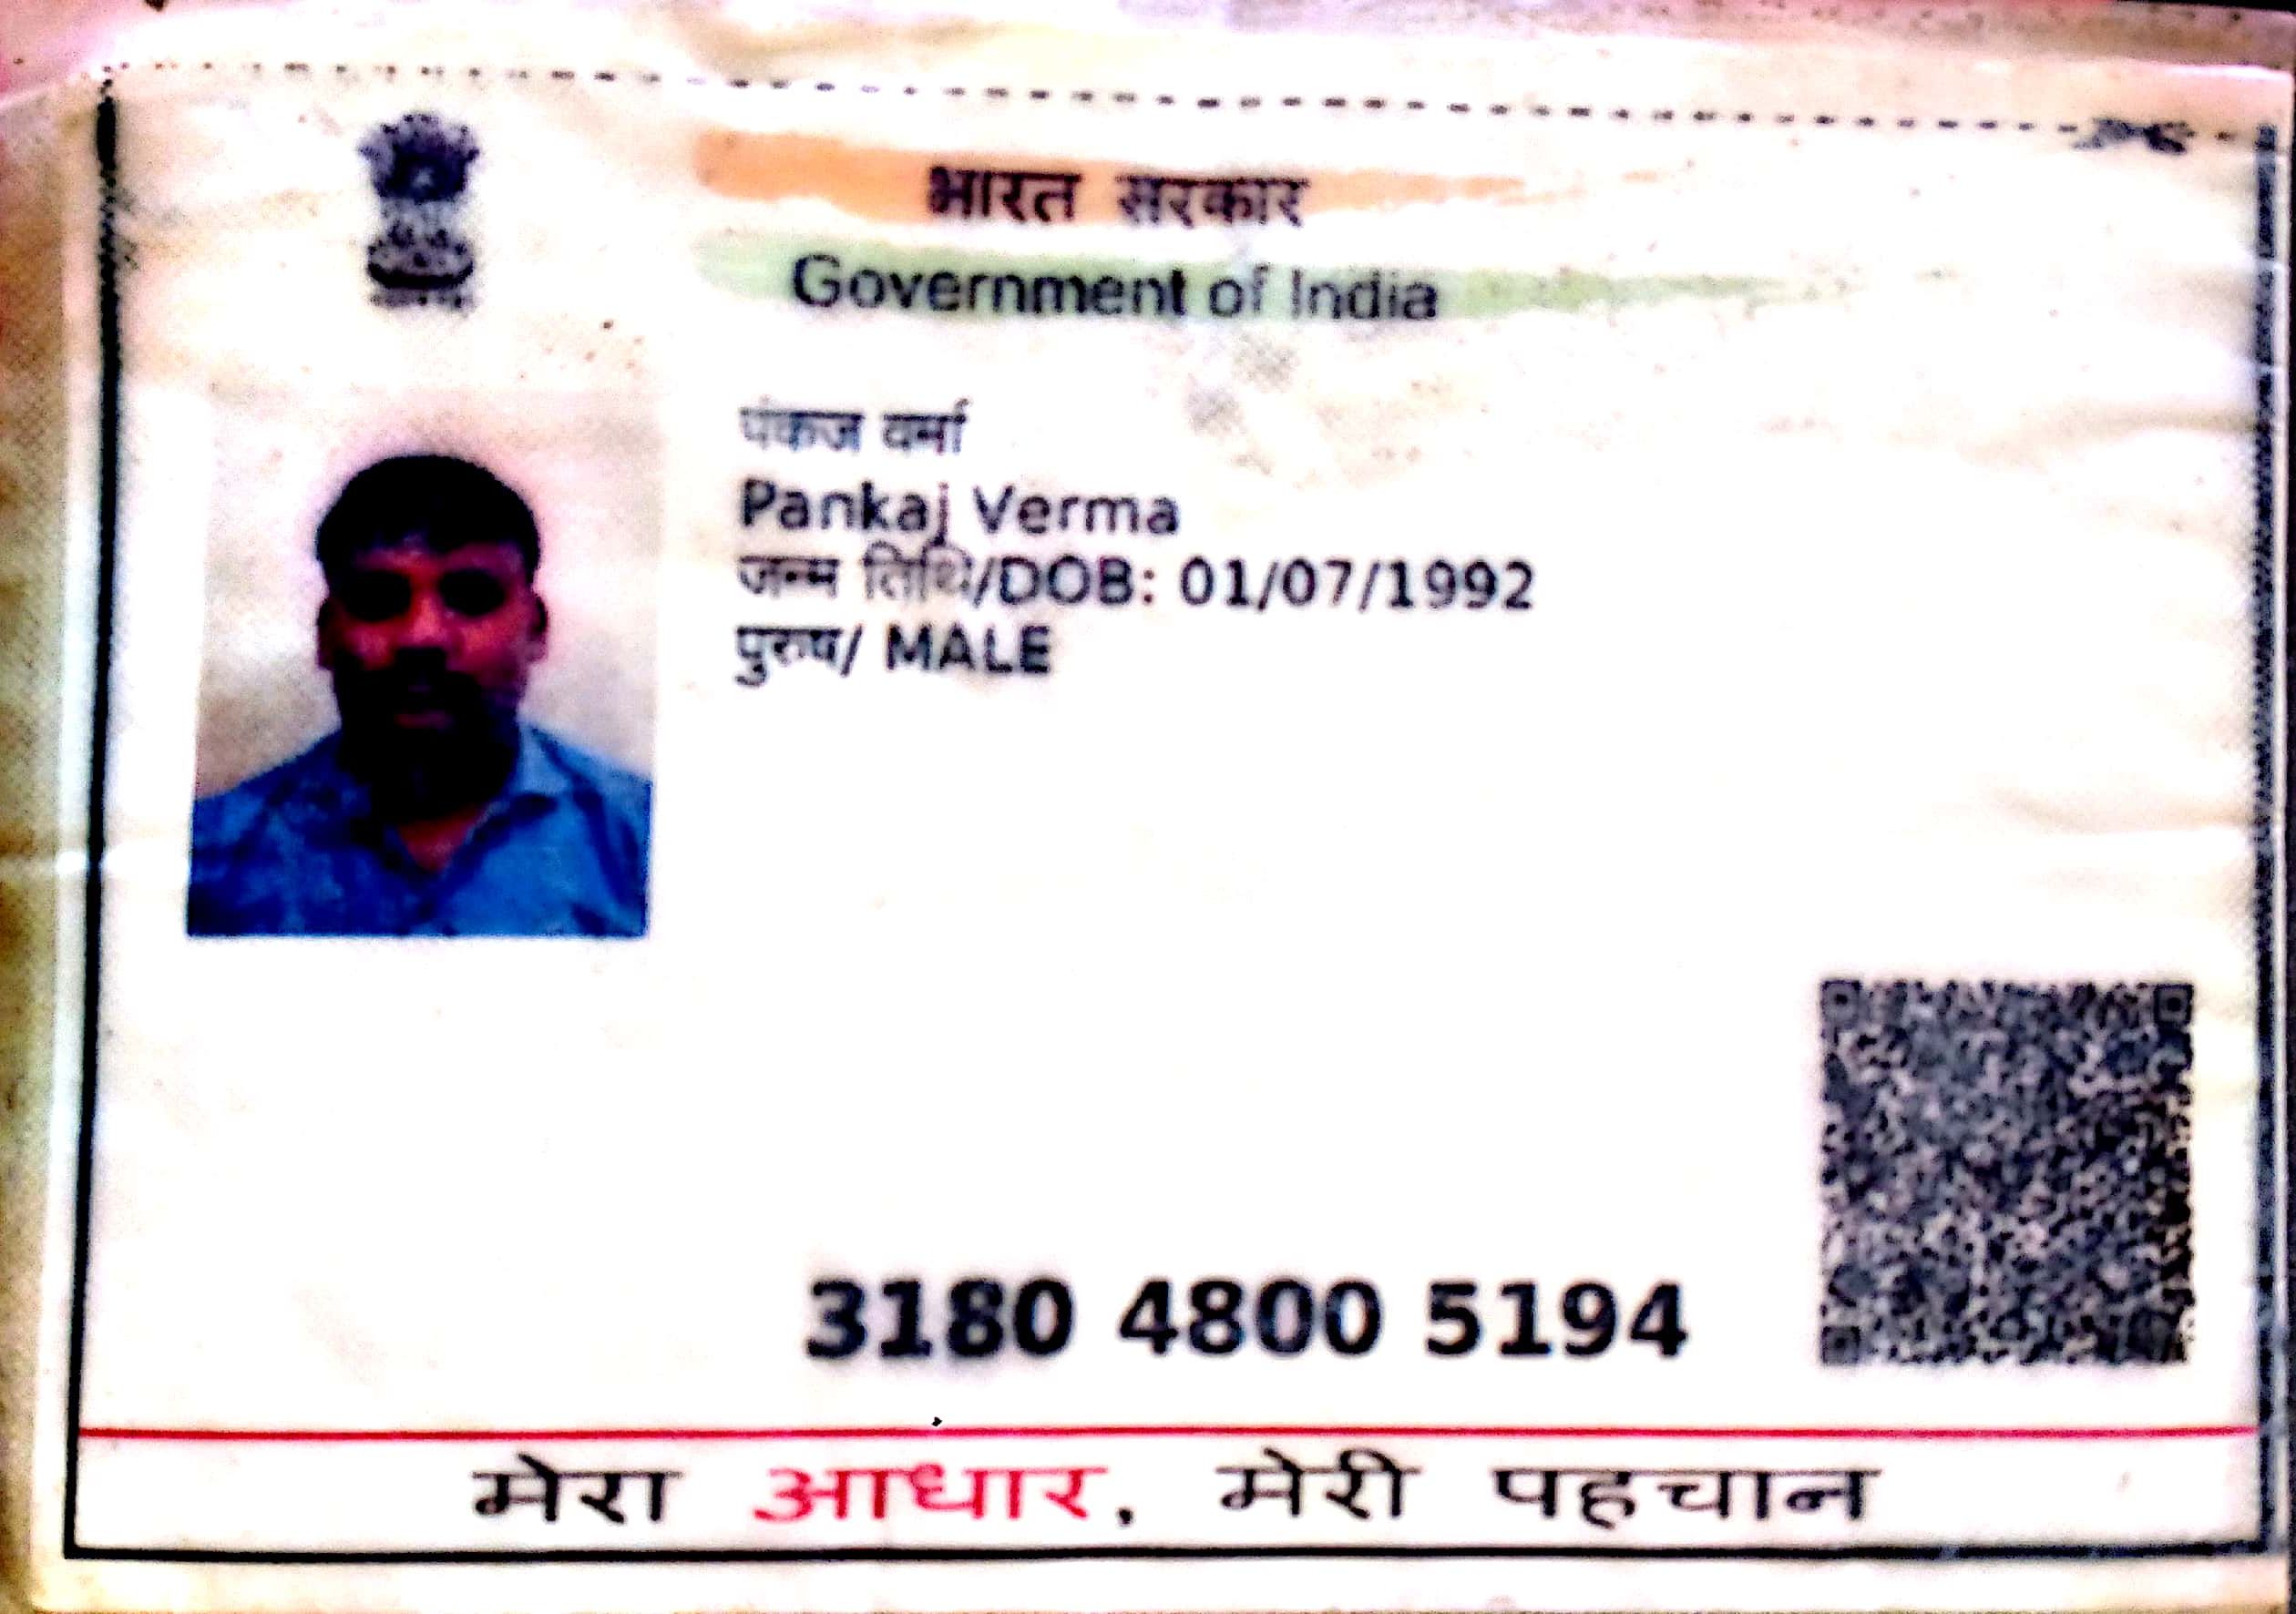 भारत सरकार
Government of India
पंकज वर्मा
Pankaj Verma
जन्म तिथि/DOB: 01/07/1992
पुरुष/ MALE
3180 4800 5194
मेरा आधार, मेरी पहचान